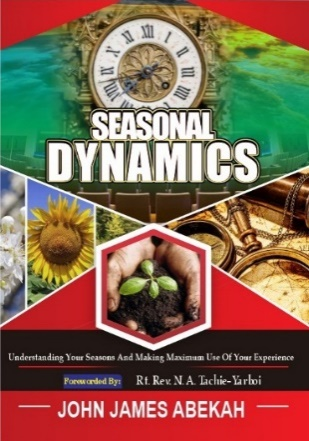 SEASONAL
DYNAMICS
Understanding Your Seasons And Making Maximum Use Of Your Experience
Foreworded By: Rt. Rev. N. A. Tachie-Yarboi
JOHN JAMES ABEKAH